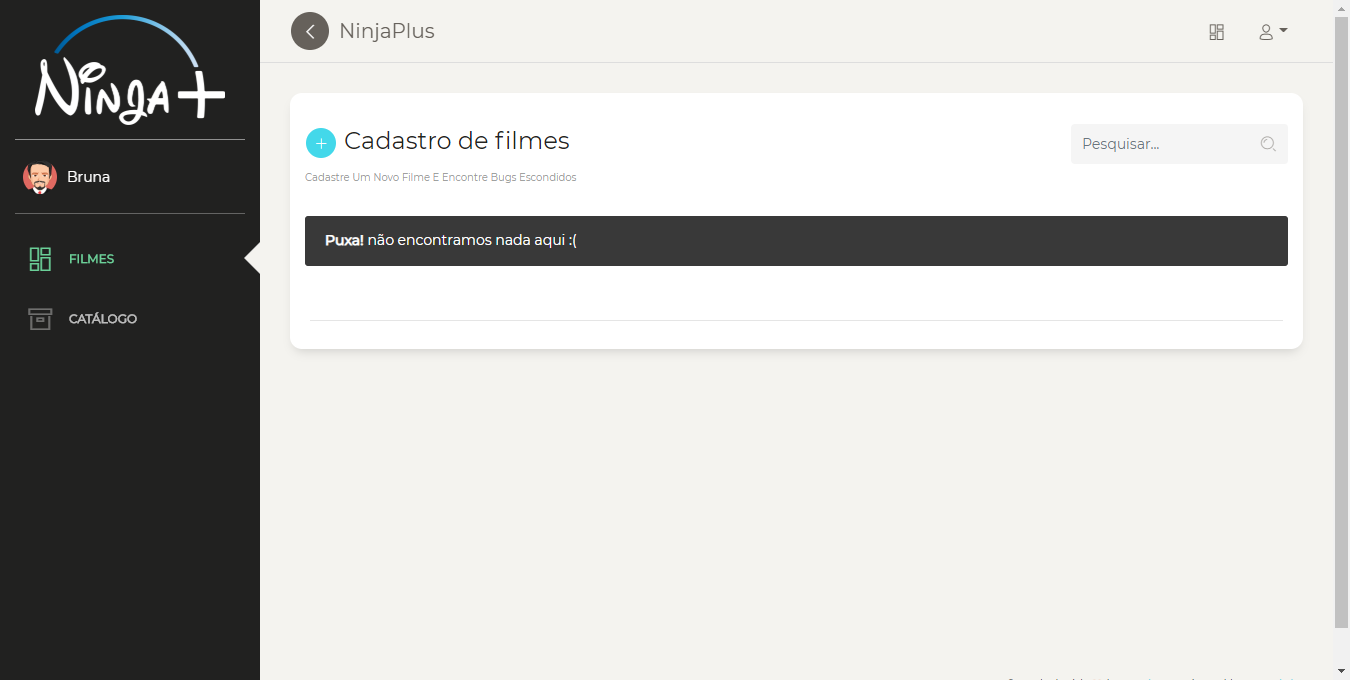 Ninja+
Bruna
FILMES
CATÁLOGO
NinjaPlus
Cadastro de filmes
Pesquisar...
Cadastre Um Novo Filme E Encontre Bugs Escondidos
Puxa! não encontramos nada aqui :(